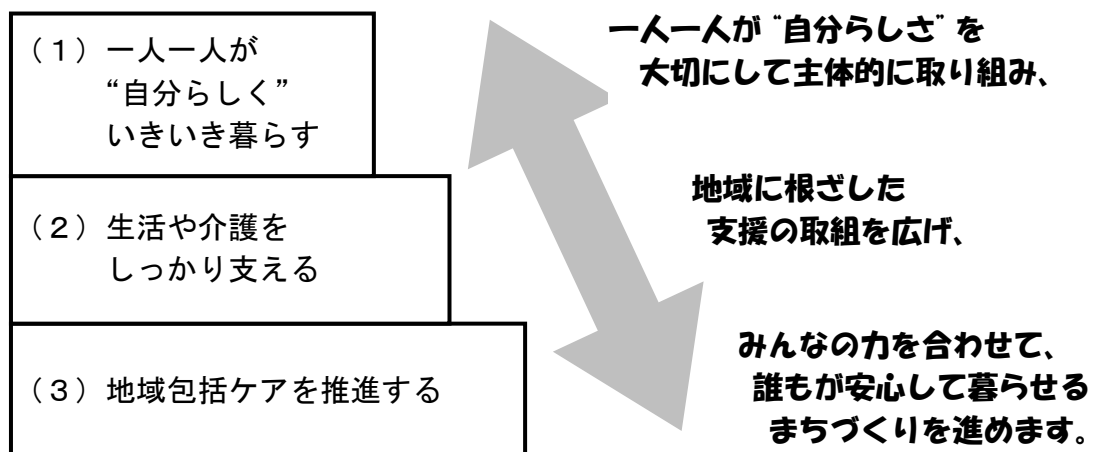 （１）一人一人が
“自分らしく”
いきいき暮らす
（２）生活や介護を
しっかり支える
（３）地域包括ケアを推進する
一人一人が“自分らしさ”を
大切にして主体的に取り組み、
地域に根ざした
支援の取組を広げ、
みんなの力を合わせて、
誰もが安心して暮らせる
まちづくりを進めます。